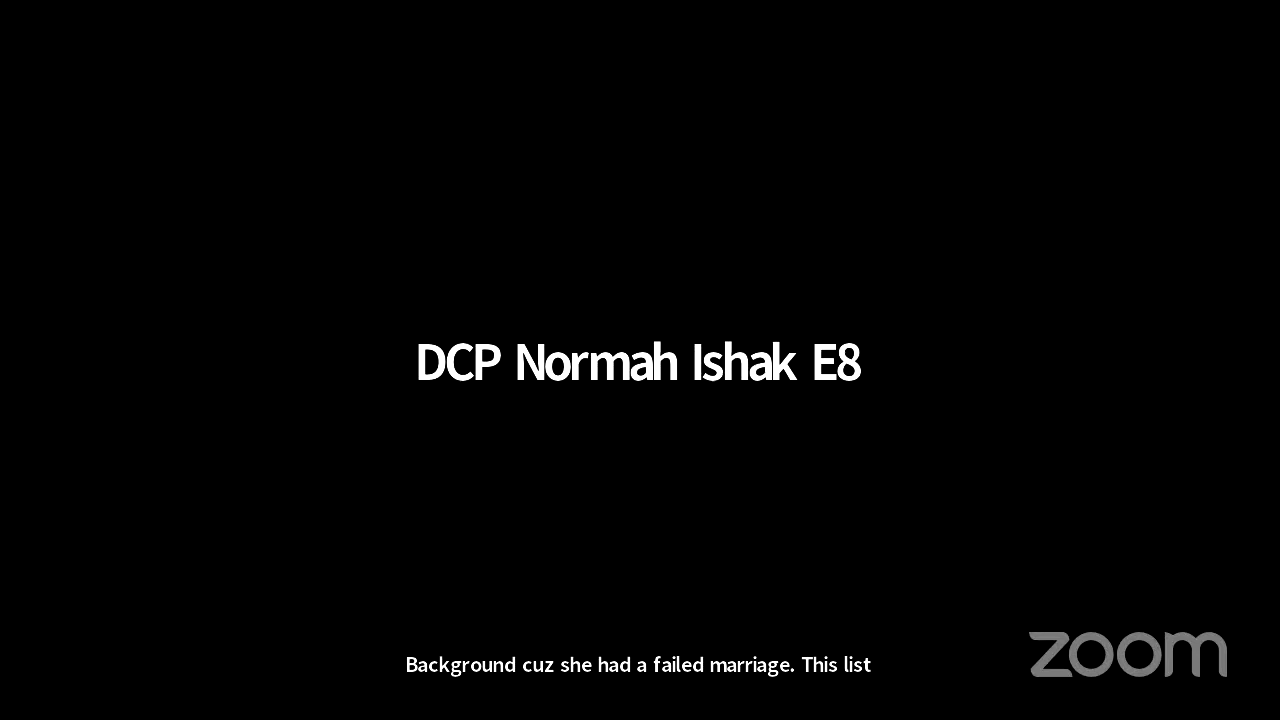 DCP Normah Ishak E8
Background cuz she had a failed marriage. This list
zoom